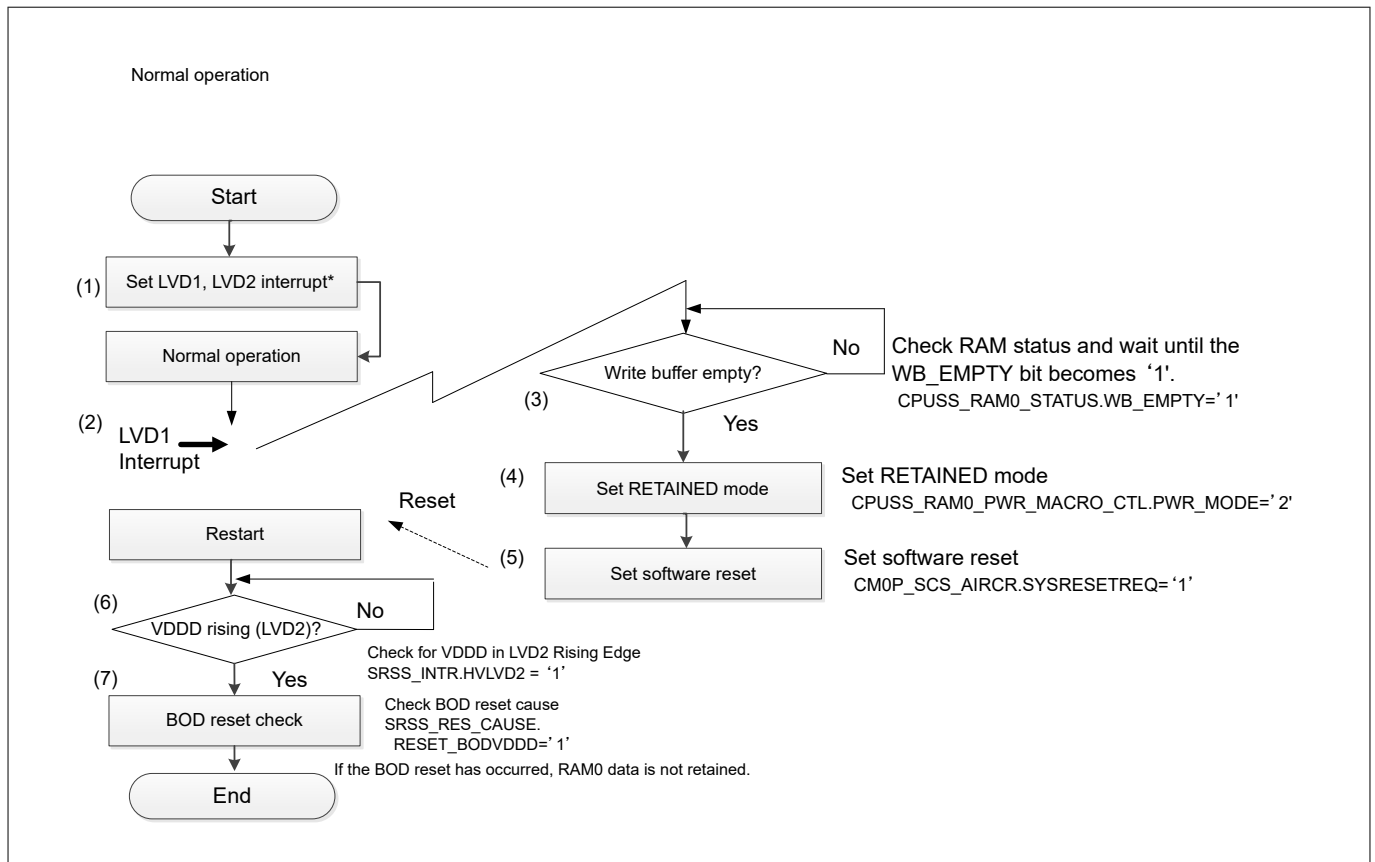 Normal operation
Start
(1)
Set LVD1, LVD2 interrupt*
Normal operation
(2)
LVD1
Interrupt
Write buffer empty?
No
(3)
Yes
Check RAM status and wait until the
WB_EMPTY bit becomes ‘1'.
CPUSS_RAM0_STATUS.WB_EMPTY=’1'
(4)
Set RETAINED mode
Set RETAINED mode
CPUSS_RAM0_PWR_MACRO_CTL.PWR_MODE=’2'
(5)
Set software reset
Set software reset
CM0P_SCS_AIRCR.SYSRESETREQ=‘1’
Reset
Restart
(6)
VDDD rising (LVD2)?
No
Check for VDDD in LVD2 Rising Edge
SRSS_INTR.HVLVD2 = ‘1’
Yes
(7)
BOD reset check
Check BOD reset cause
SRSS_RES_CAUSE.
RESET_BODVDDD=’1’
If the BOD reset has occurred, RAM0 data is not retained.
End